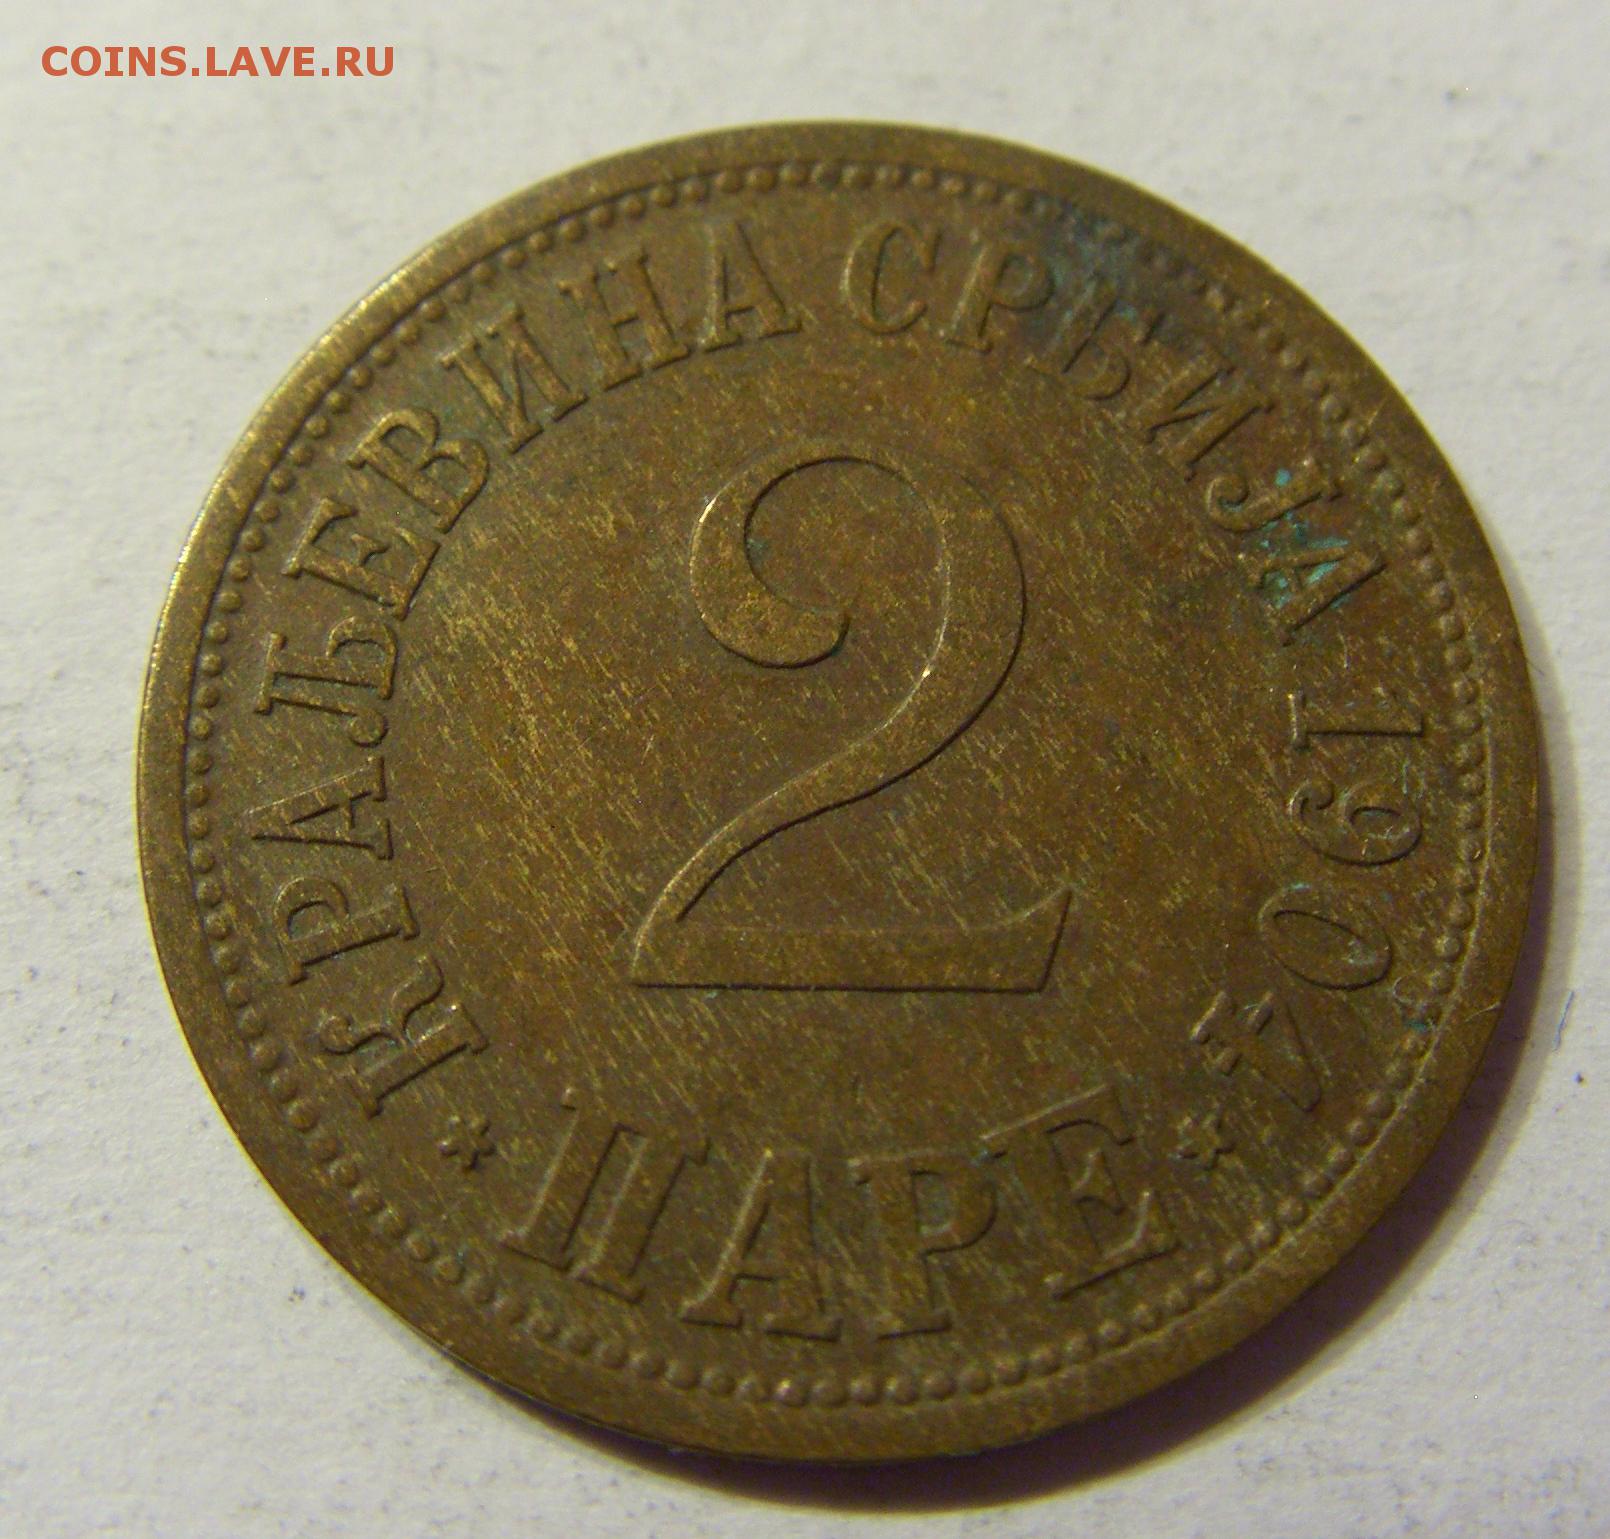 COINS.LAVE.RU
КРАЉЕВИНА СРБИЈА 1904
2
* ПАРЕ *